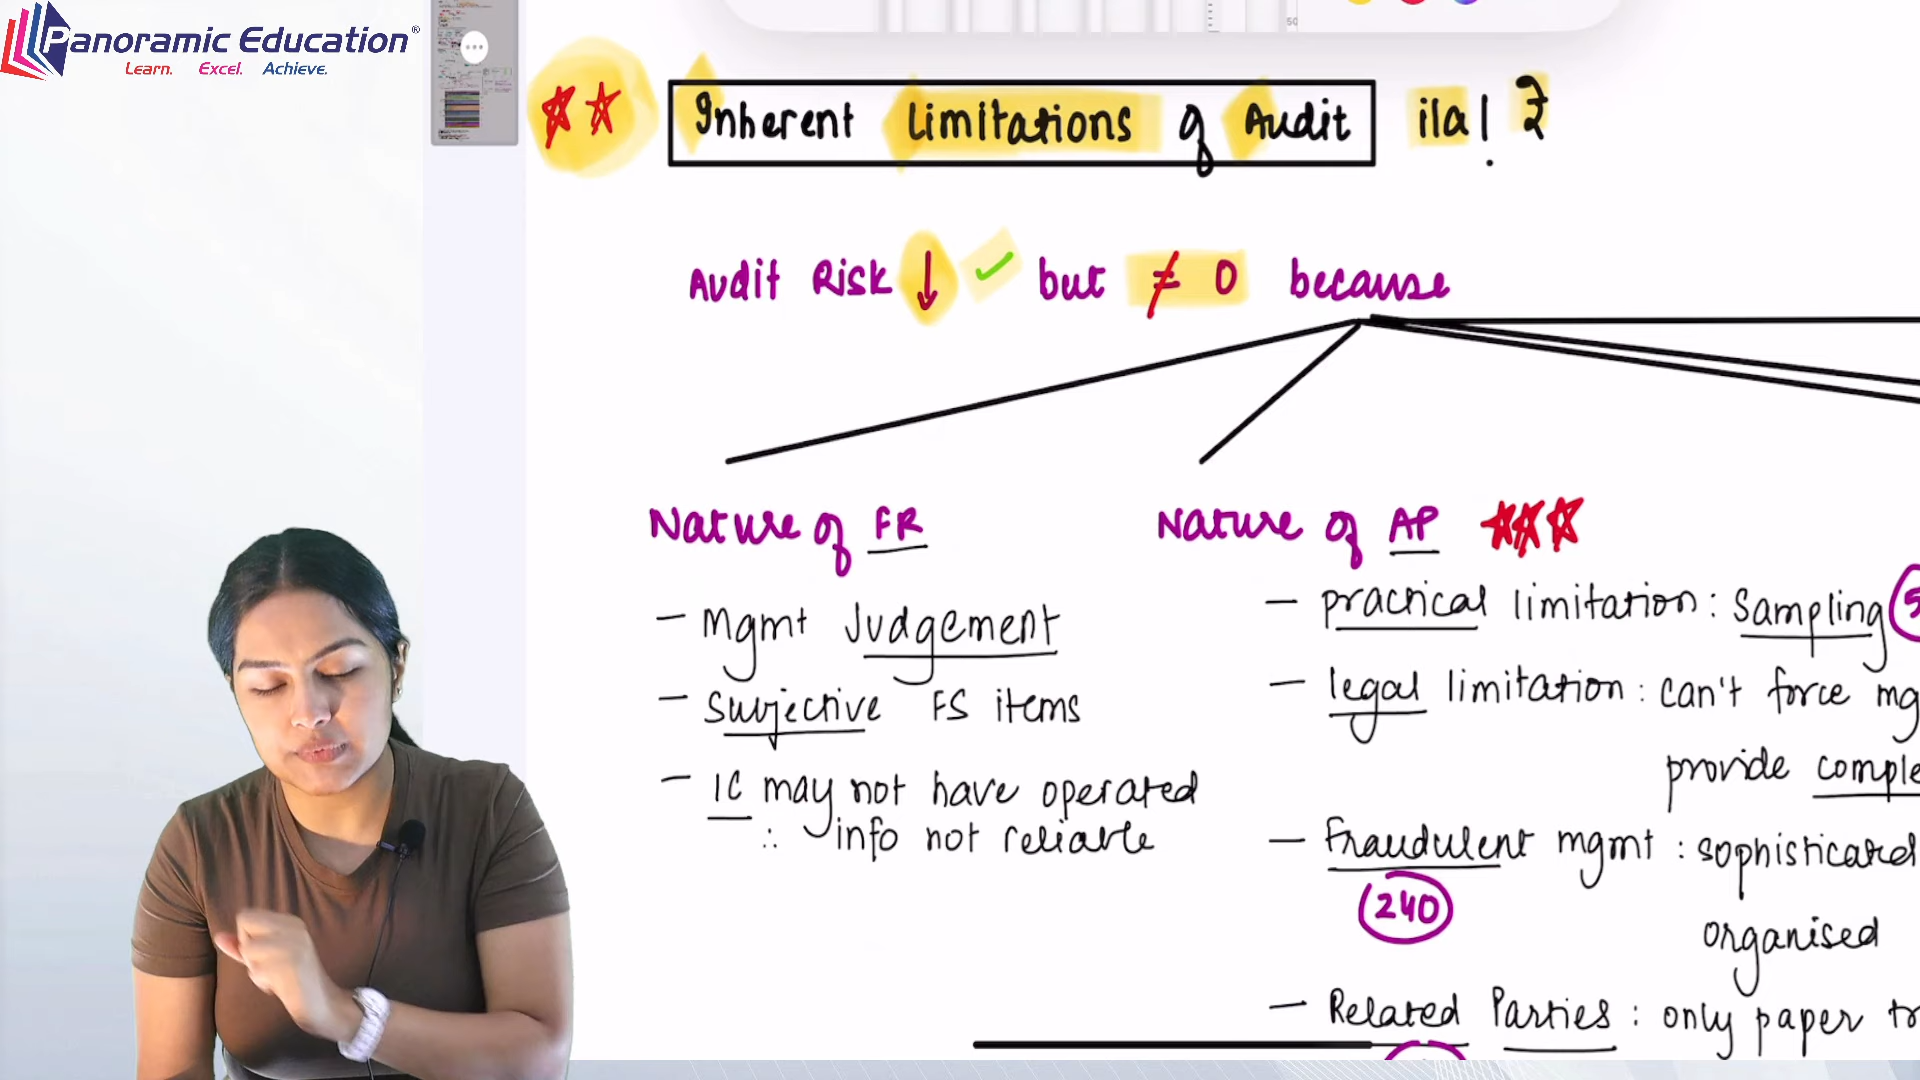 Panoramic Education®
Learn. Excel. Achieve.
Inherent Limitations of Audit ila! ₹
50
Audit Risk ↓ ✓ but ≠ 0 because
Nature of FR
- Mgmt Judgement
- Subjective FS items
- IC may not have operated
∴ info not reliable
Nature of AP
- practical limitation: Sampling
- legal limitation: can't force
provide
- Fraudulent mgmt: sophisticated
240
organised
- Related Parties: only paper